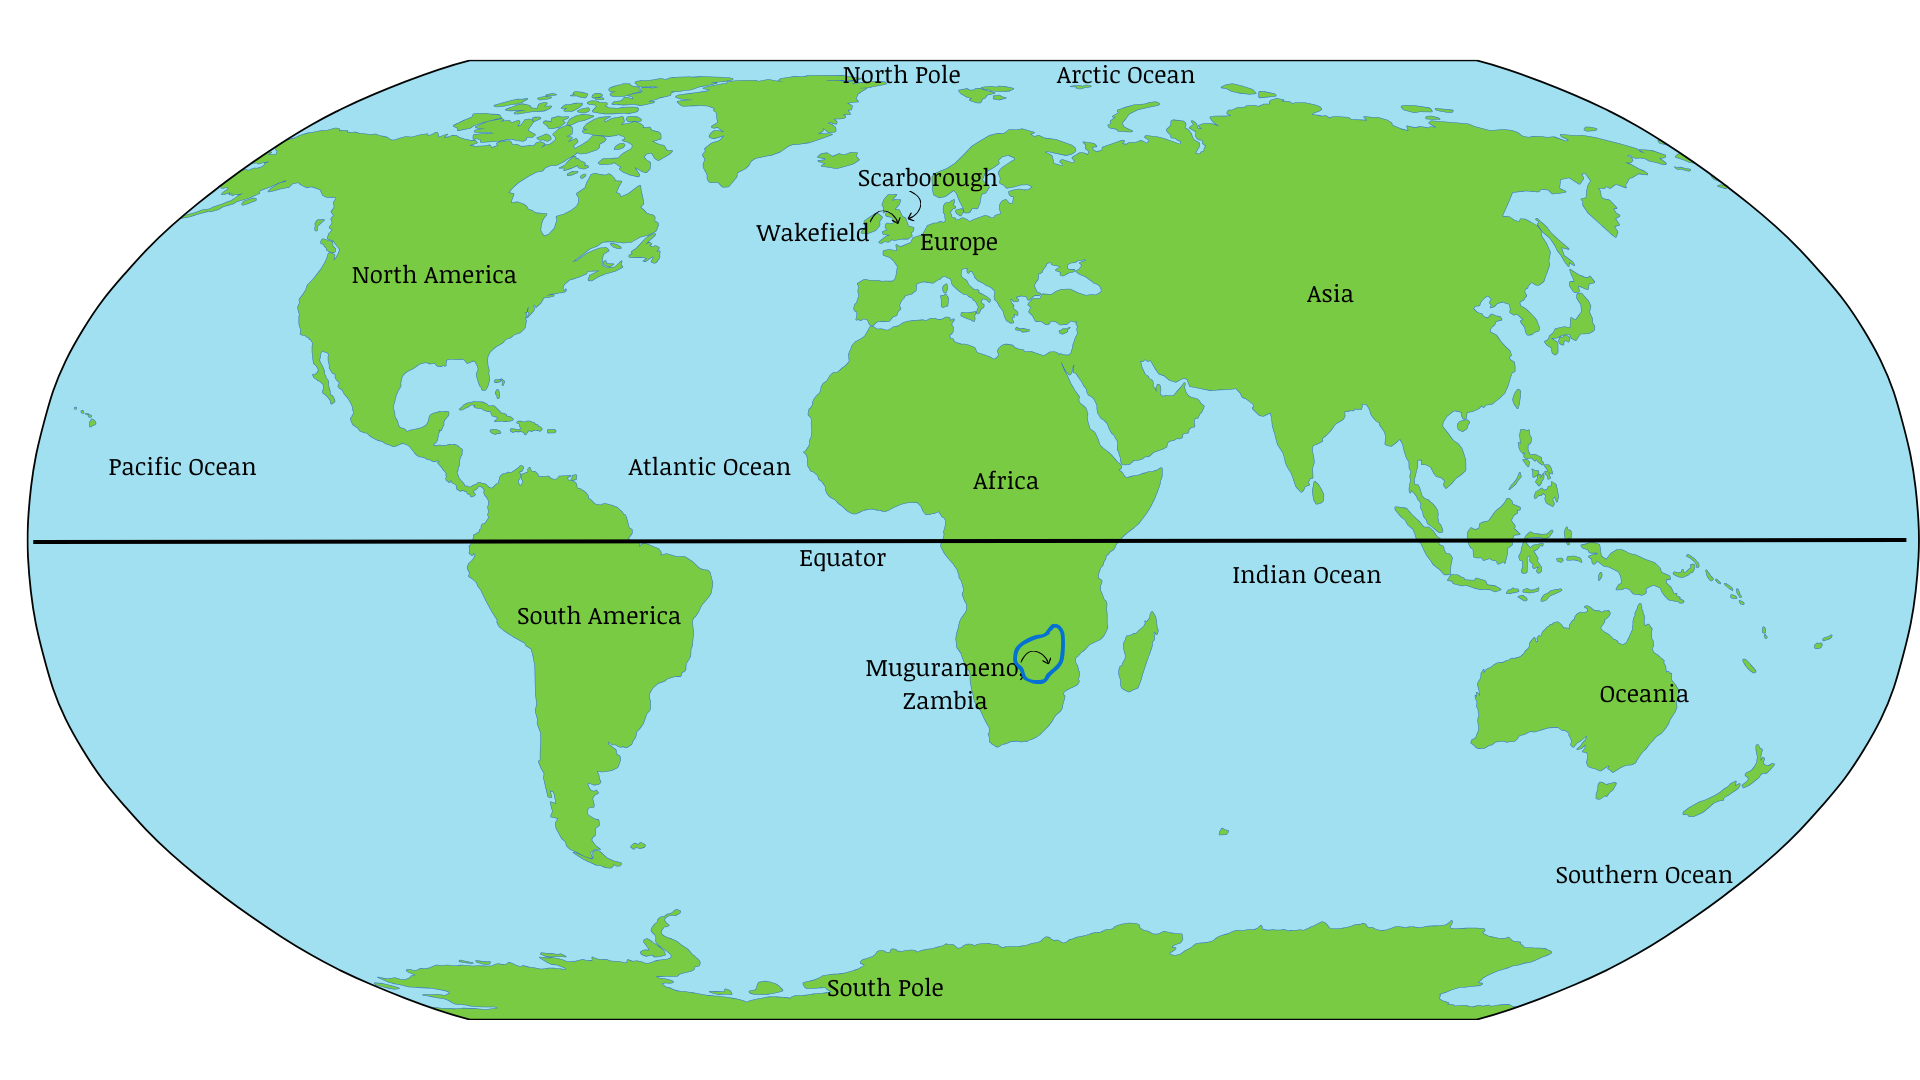 North Pole
Arctic Ocean
Scarborough
Wakefield
Europe
North America
Asia
Pacific Ocean
Atlantic Ocean
Africa
Equator
Indian Ocean
South America
Mugurameno,
Zambia
Oceania
Southern Ocean
South Pole